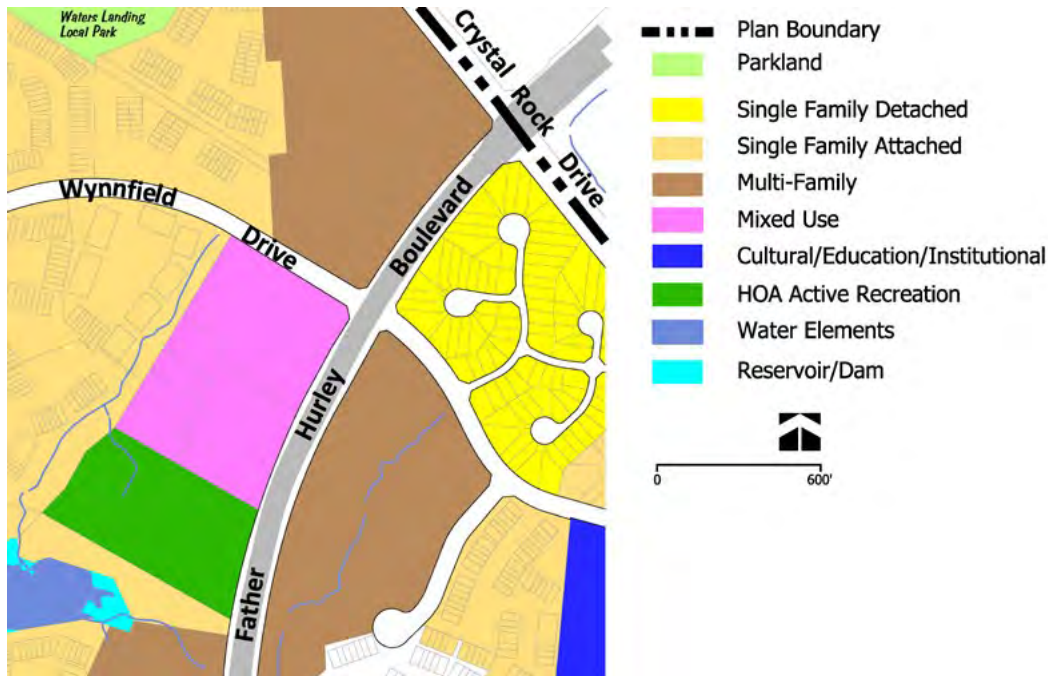 Waters Landing
Local Park
Crystal Rock Drive
Wynnfield Drive
Father Hurley Boulevard
Plan Boundary
Parkland
Single Family Detached
Single Family Attached
Multi-Family
Mixed Use
Cultural/Education/Institutional
HOA Active Recreation
Water Elements
Reservoir/Dam
0 600'